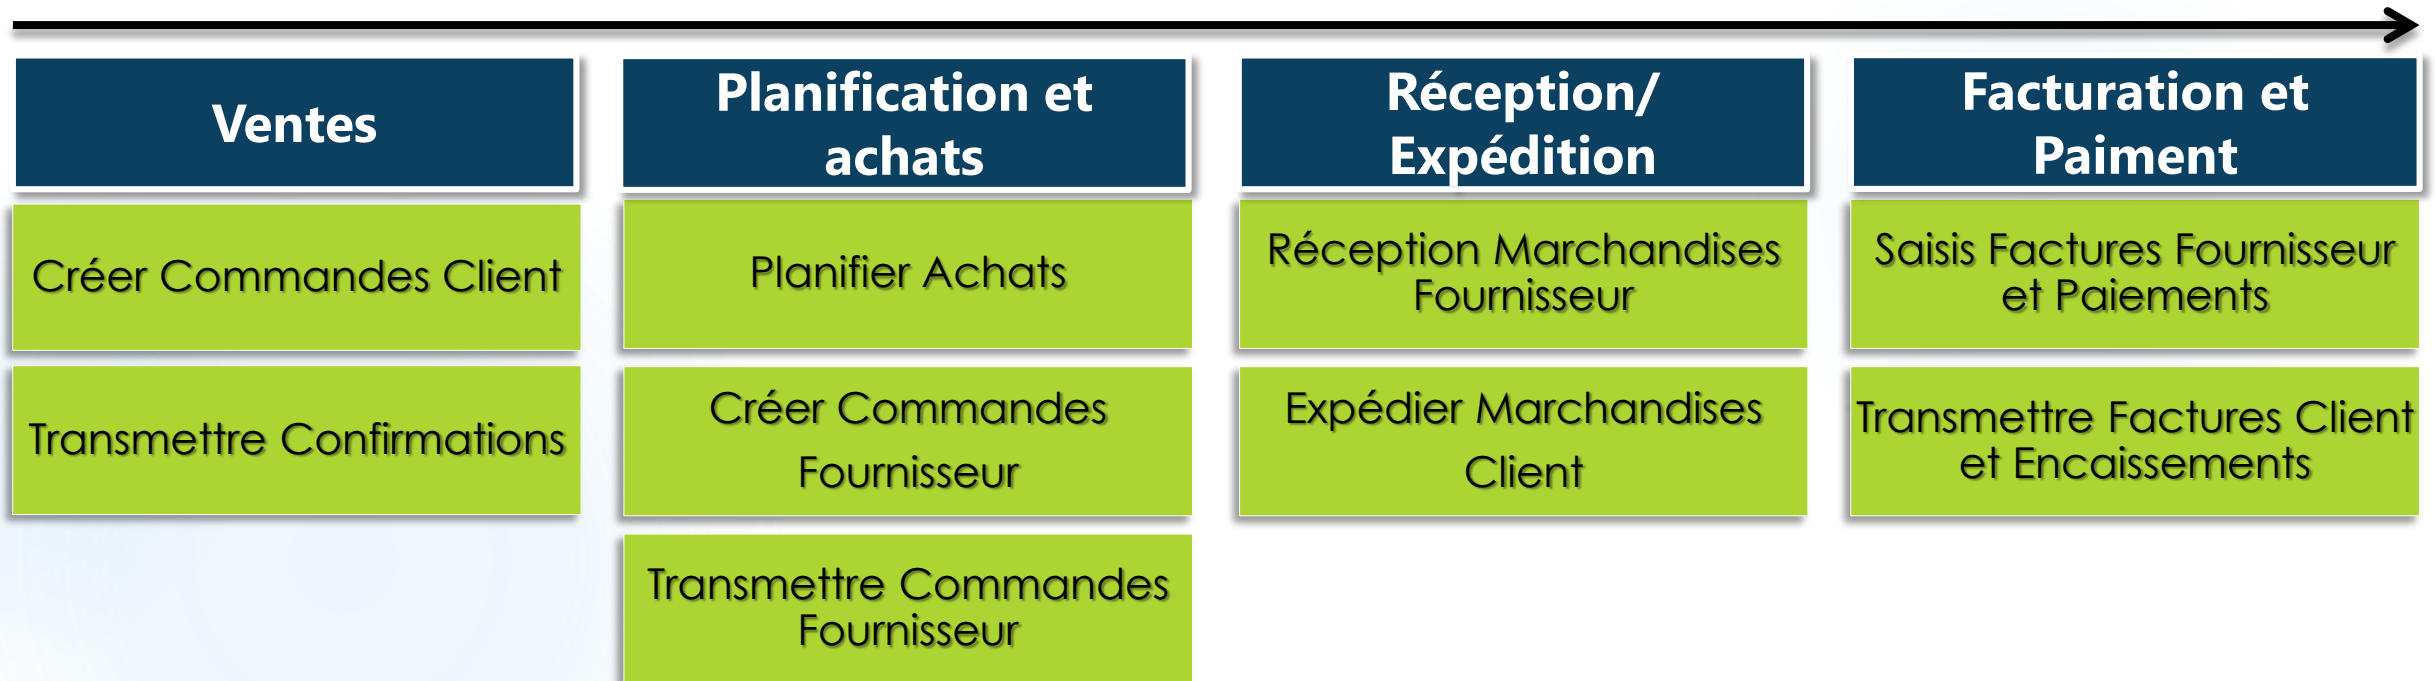 Ventes
Créer Commandes Client
Transmettre Confirmations
Planification et
achats
Planifier Achats
Créer Commandes
Fournisseur
Transmettre Commandes
Fournisseur
Réception/
Expédition
Réception Marchandises
Fournisseur
Expédier Marchandises
Client
Facturation et
Paiment
Saisis Factures Fournisseur
et Paiements
Transmettre Factures Client
et Encaissements